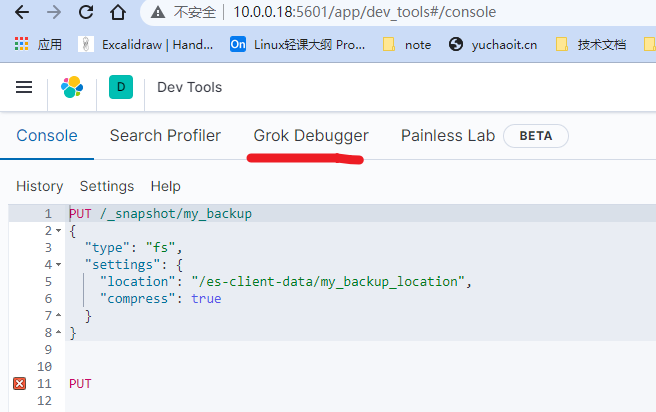 不安全 | 10.0.0.18:5601/app/dev_tools#/console
应用 Excalidraw | Hand... On Linux轻课大纲 Pro... note yuchaoit.cn 技术文档
D Dev Tools
Console Search Profiler Grok Debugger Painless Lab BETA
History Settings Help
1 PUT /_snapshot/my_backup
2 {
3 "type": "fs",
4 "settings": {
5 "location": "/es-client-data/my_backup_location",
6 "compress": true
7 }
8 }
9
10
11 PUT
12